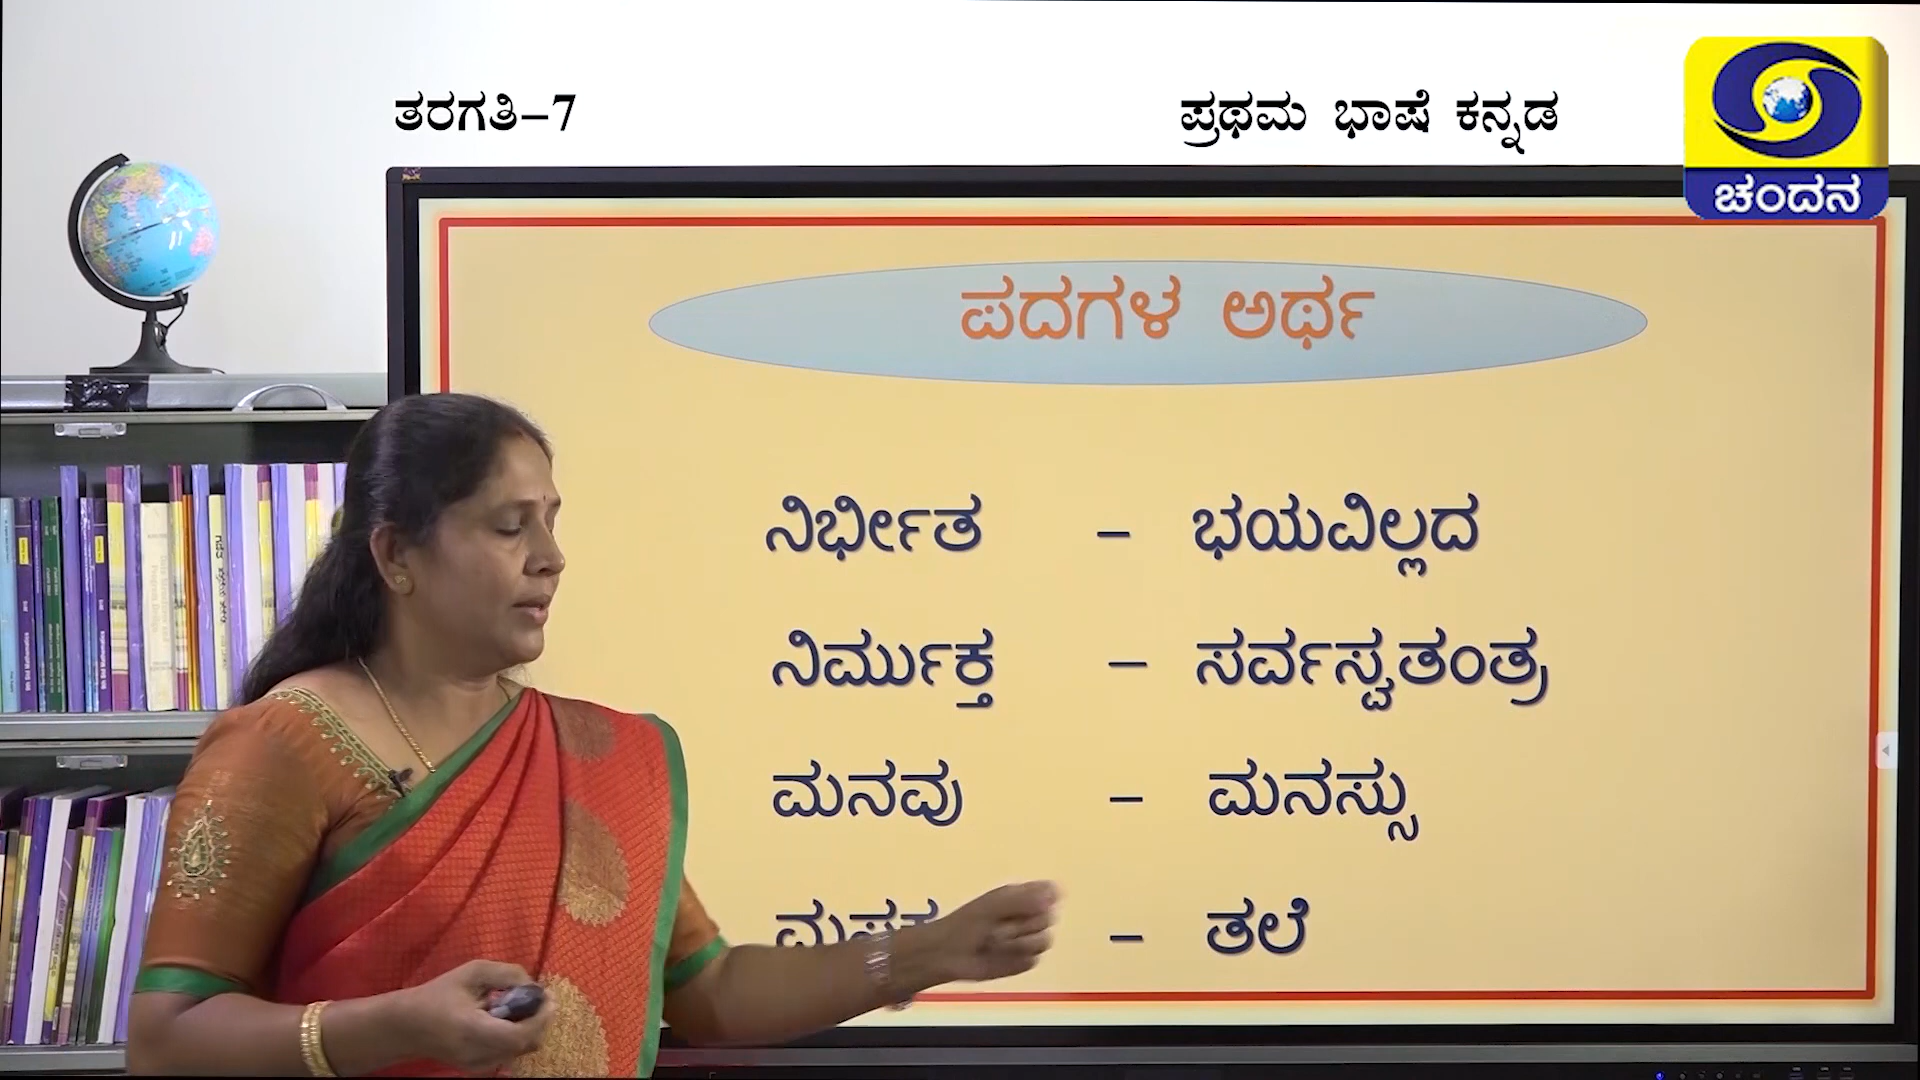 ತರಗತಿ-7
ಪ್ರಥಮ ಭಾಷೆ ಕನ್ನಡ
ಚಂದನ
ಪದಗಳ ಅರ್ಥ
ನಿರ್ಭೀತ – ಭಯವಿಲ್ಲದ
ನಿರ್ಮುಕ್ತ – ಸರ್ವಸ್ವತಂತ್ರ
ಮನವು – ಮನಸ್ಸು
– ತಲೆ